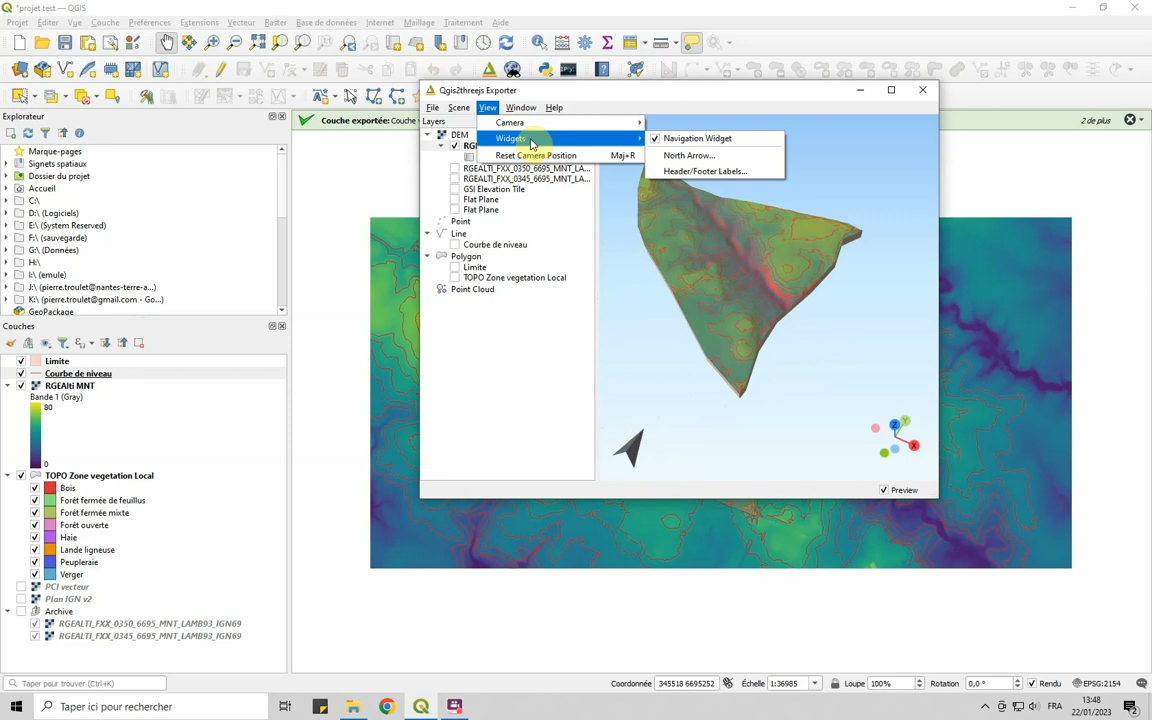 *projet test — QGIS
Projet Éditer Vue Couche Préférences Extensions Vecteur Raster Base de données Internet Maillage Traitement Aide
Explorateur
Marque-pages
Signets spatiaux
Dossier du projet
Accueil
C:\
D:\ (Logiciels)
E:\ (System Reserved)
F:\ (sauvegarde)
G:\ (Données)
H:\
I:\ (emule)
J:\ (pierre.troulet@nantes-terre-a...)
K:\ (pierre.troulet@gmail.com - Go...)
GeoPackage
Couches
Limite
Courbe de niveau
RGEAlti MNT
Bande 1 (Gray)
80
0
TOPO Zone vegetation Local
Bois
Forêt fermée de feuillus
Forêt fermée mixte
Forêt ouverte
Haie
Lande ligneuse
Peupleraie
Verger
PCI vecteur
Plan IGN v2
Archive
RGEALTI_FXX_0350_6695_MNT_LAMB93_IGN69
RGEALTI_FXX_0345_6695_MNT_LAMB93_IGN69
Couche exportée: Couche
2 de plus
Qgis2threejs Exporter
File Scene View Window Help
Camera
Widgets
Reset Camera Position Maj+R
Navigation Widget
North Arrow...
Header/Footer Labels...
Layers
DEM
RG
RGEALTI_FXX_0350_6695_MNT_LA...
RGEALTI_FXX_0345_6695_MNT_LA...
GSI Elevation Tile
Flat Plane
Flat Plane
Point
Line
Courbe de niveau
Polygon
Limite
TOPO Zone vegetation Local
Point Cloud
Z Y X
Preview
Taper pour trouver (Ctrl+K)
Coordonnée 345518 6695252 Échelle 1:36985 Loupe 100% Rotation 0,0 ° Rendu EPSG:2154
Taper ici pour rechercher
FRA
13:48
22/01/2023